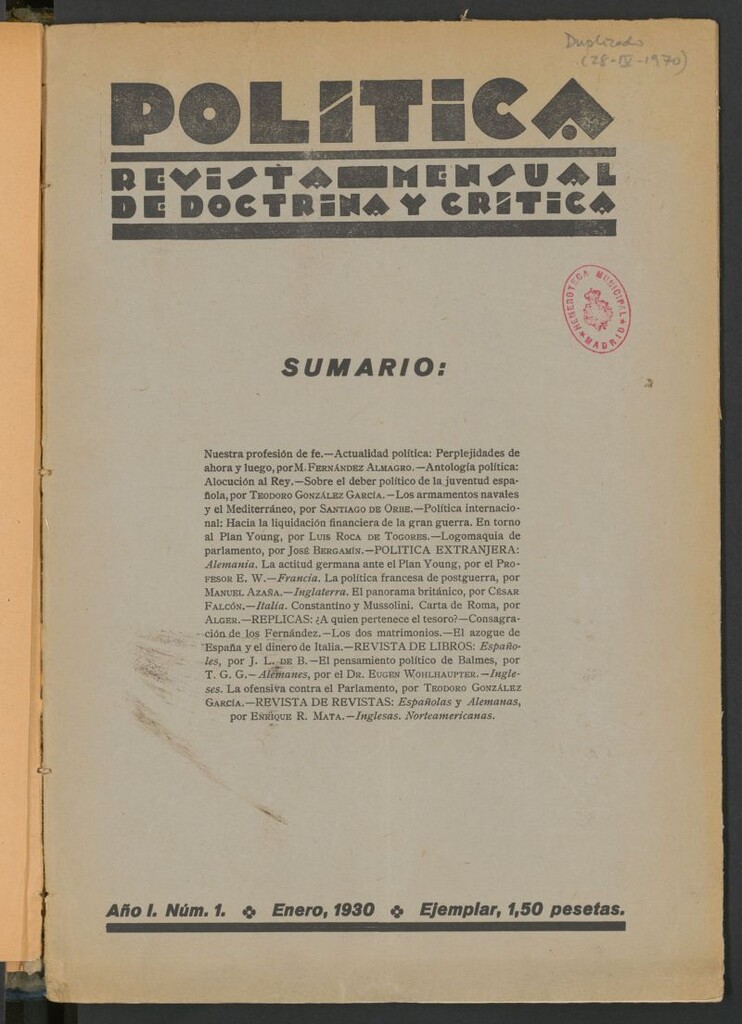 Duplicado
(28-IV-1970)
POLÍTICA
REVISTA MENSUAL
DE DOCTRINA Y CRÍTICA
HEMEROTECA MUNICIPAL
* MADRID *
SUMARIO:
Nuestra profesión de fe.—Actualidad política: Perplejidades de
ahora y luego, por M. FERNÁNDEZ ALMAGRO.—Antología política:
Alocución al Rey.—Sobre el deber político de la juventud espa-
ñola, por TEODORO GONZÁLEZ GARCÍA.—Los armamentos navales
y el Mediterráneo, por SANTIAGO DE ORBE.—Política internacio-
nal: Hacia la liquidación financiera de la gran guerra. En torno
al Plan Young, por LUIS ROCA DE TOGORES.—Logomaquia de
parlamento, por JOSÉ BERGAMÍN.—POLITICA EXTRANJERA:
Alemania. La actitud germana ante el Plan Young, por el PRO-
FESOR E. W.—Francia. La política francesa de postguerra, por
MANUEL AZAÑA.—Inglaterra. El panorama británico, por CÉSAR
FALCÓN.—Italia. Constantino y Mussolini. Carta de Roma, por
ALGER.—REPLICAS: ¿A quien pertenece el tesoro?—Consagra-
ción de los Fernández.—Los dos matrimonios.—El azogue de
España y el dinero de Italia.—REVISTA DE LIBROS: Españo-
les, por J. L. DE B.—El pensamiento político de Balmes, por
T. G. G.—Alemanes, por el DR. EUGEN WOHLHAUPTER.—Ingle-
ses. La ofensiva contra el Parlamento, por TEODORO GONZÁLEZ
GARCÍA.—REVISTA DE REVISTAS: Españolas y Alemanas,
por ENRIQUE R. MATA.—Inglesas. Norteamericanas.
Año I. Núm. 1. Enero, 1930 Ejemplar, 1,50 pesetas.